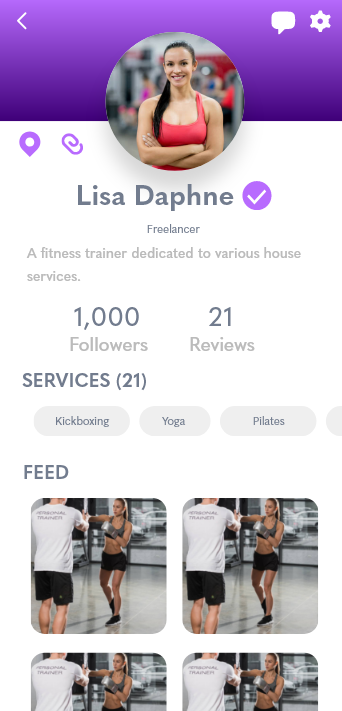 Lisa Daphne
Freelancer
A fitness trainer dedicated to various house
services.
1,000
21
Followers
Reviews
SERVICES (21)
Kickboxing
Yoga
Pilates
FEED
PERSONAL
TRAINER
PERSONAL
TRAINER
PERSONAL
TRAINER
PERSONAL
TRAINER